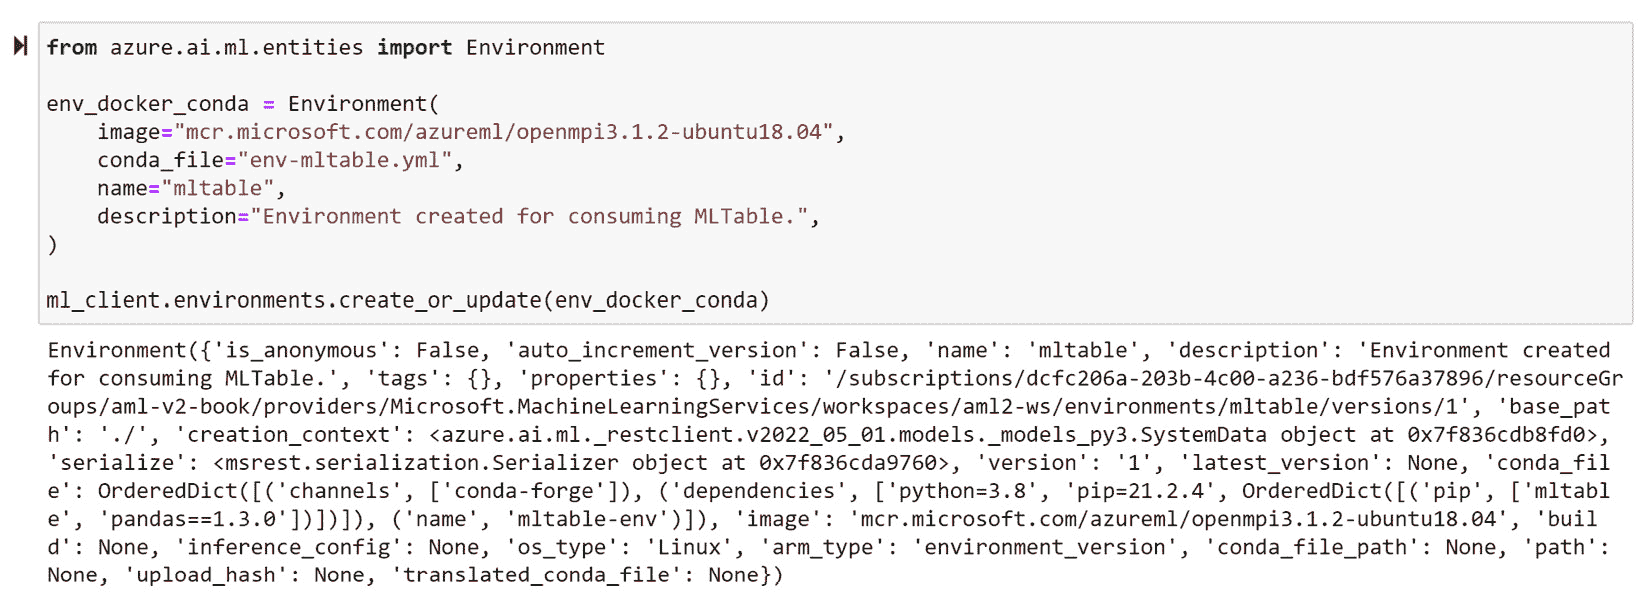 from azure.ai.ml.entities import Environment
env_docker_conda = Environment(
    image="mcr.microsoft.com/azureml/openmpi3.1.2-ubuntu18.04",
    conda_file="env-mltable.yml",
    name="mltable",
    description="Environment created for consuming MLTable.",
)
ml_client.environments.create_or_update(env_docker_conda)
Environment({'is_anonymous': False, 'auto_increment_version': False, 'name': 'mltable', 'description': 'Environment created
for consuming MLTable.', 'tags': {}, 'properties': {}, 'id': '/subscriptions/dcfc206a-203b-4c00-a236-bdf576a37896/resourceGr
oups/aml-v2-book/providers/Microsoft.MachineLearningServices/workspaces/aml2-ws/environments/mltable/versions/1', 'base_pat
h': './', 'creation_context': <azure.ai.ml._restclient.v2022_05_01.models._models_py3.SystemData object at 0x7f836cdb8fd0>,
'serialize': <msrest.serialization.Serializer object at 0x7f836cda9760>, 'version': '1', 'latest_version': None, 'conda_fil
e': OrderedDict([('channels', ['conda-forge']), ('dependencies', ['python=3.8', 'pip=21.2.4', OrderedDict([('pip', ['mltabl
e', 'pandas==1.3.0'])])]), ('name', 'mltable-env')]), 'image': 'mcr.microsoft.com/azureml/openmpi3.1.2-ubuntu18.04', 'buil
d': None, 'inference_config': None, 'os_type': 'Linux', 'arm_type': 'environment_version', 'conda_file_path': None, 'path':
None, 'upload_hash': None, 'translated_conda_file': None})